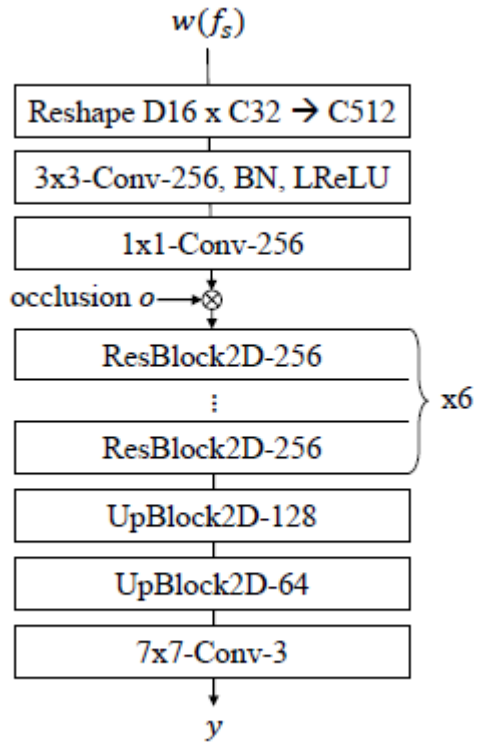 w(f_s)
Reshape D16 x C32 → C512
3x3-Conv-256, BN, LReLU
1x1-Conv-256
occlusion o
ResBlock2D-256
⋮
x6
ResBlock2D-256
UpBlock2D-128
UpBlock2D-64
7x7-Conv-3
y